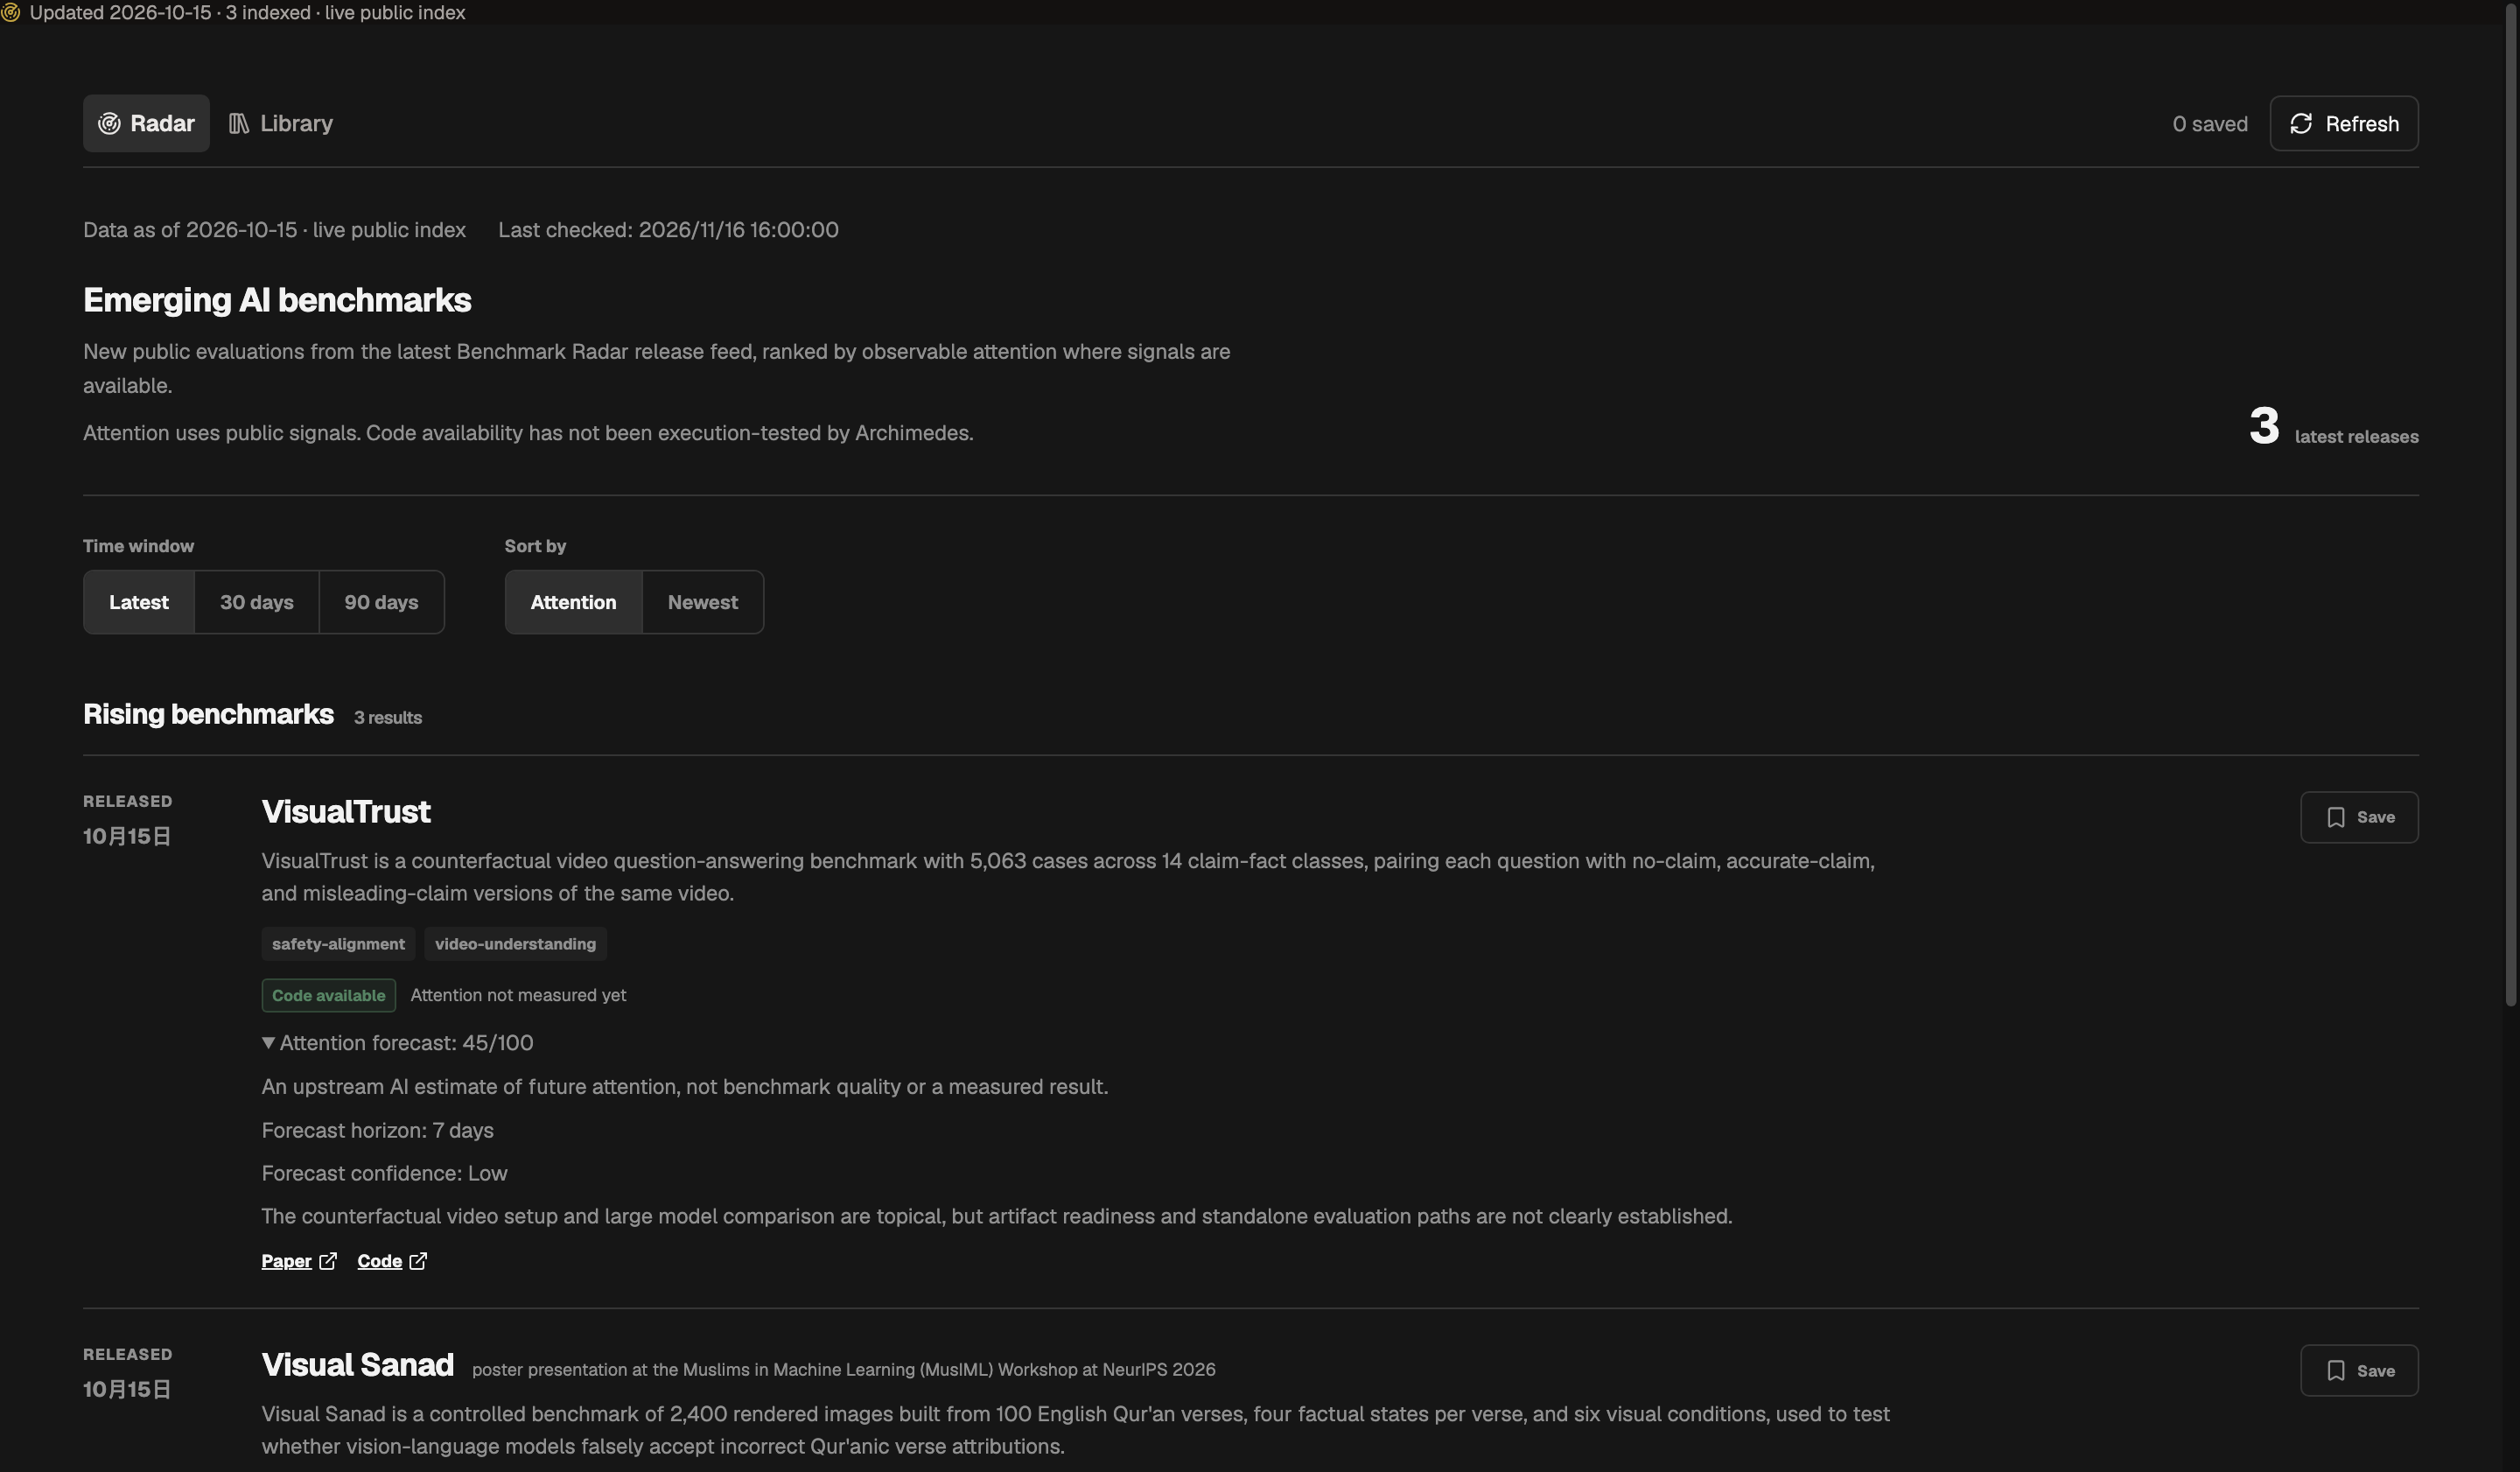 Updated 2026-10-15 · 3 indexed · live public index
Radar
Library
0 saved
Refresh
Data as of 2026-10-15 · live public index
Last checked: 2026/11/16 16:00:00
Emerging AI benchmarks
New public evaluations from the latest Benchmark Radar release feed, ranked by observable attention where signals are
available.
Attention uses public signals. Code availability has not been execution-tested by Archimedes.
3 latest releases
Time window
Latest
30 days
90 days
Sort by
Attention
Newest
Rising benchmarks 3 results
RELEASED
10月15日
VisualTrust
VisualTrust is a counterfactual video question-answering benchmark with 5,063 cases across 14 claim-fact classes, pairing each question with no-claim, accurate-claim,
and misleading-claim versions of the same video.
safety-alignment
video-understanding
Code available
Attention not measured yet
▼ Attention forecast: 45/100
An upstream AI estimate of future attention, not benchmark quality or a measured result.
Forecast horizon: 7 days
Forecast confidence: Low
The counterfactual video setup and large model comparison are topical, but artifact readiness and standalone evaluation paths are not clearly established.
Paper
Code
Save
RELEASED
10月15日
Visual Sanad poster presentation at the Muslims in Machine Learning (MusIML) Workshop at NeurIPS 2026
Visual Sanad is a controlled benchmark of 2,400 rendered images built from 100 English Qur'an verses, four factual states per verse, and six visual conditions, used to test
whether vision-language models falsely accept incorrect Qur'anic verse attributions.
Save